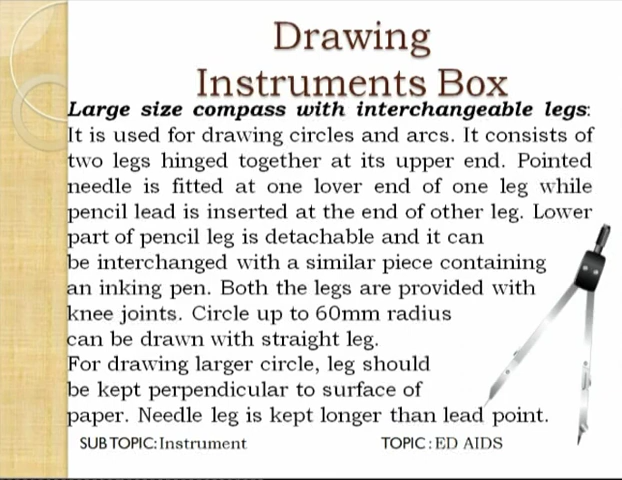 Drawing
Instruments Box
Large size compass with interchangeable legs:
It is used for drawing circles and arcs. It consists of
two legs hinged together at its upper end. Pointed
needle is fitted at one lover end of one leg while
pencil lead is inserted at the end of other leg. Lower
part of pencil leg is detachable and it can
be interchanged with a similar piece containing
an inking pen. Both the legs are provided with
knee joints. Circle up to 60mm radius
can be drawn with straight leg.
For drawing larger circle, leg should
be kept perpendicular to surface of
paper. Needle leg is kept longer than lead point.
SUB TOPIC: Instrument TOPIC : ED AIDS